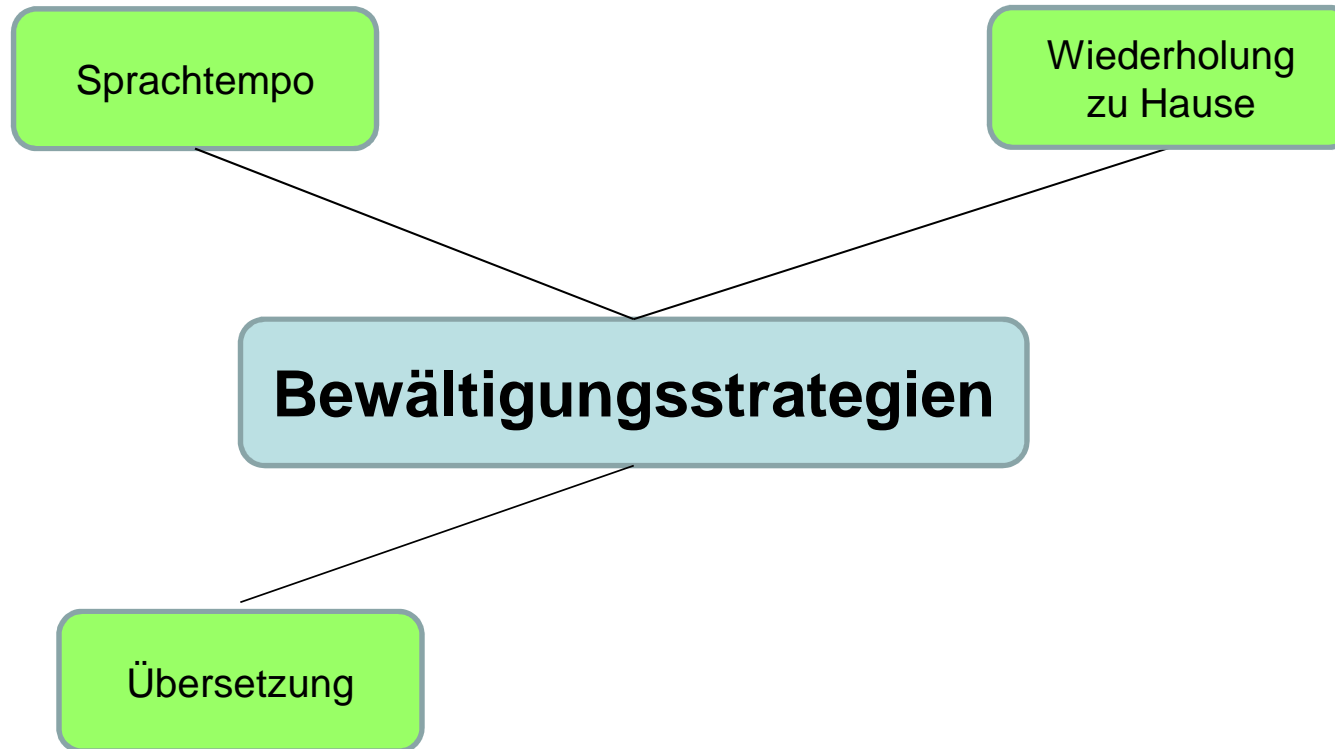 Sprachtempo
Wiederholung
zu Hause
Bewältigungsstrategien
Übersetzung